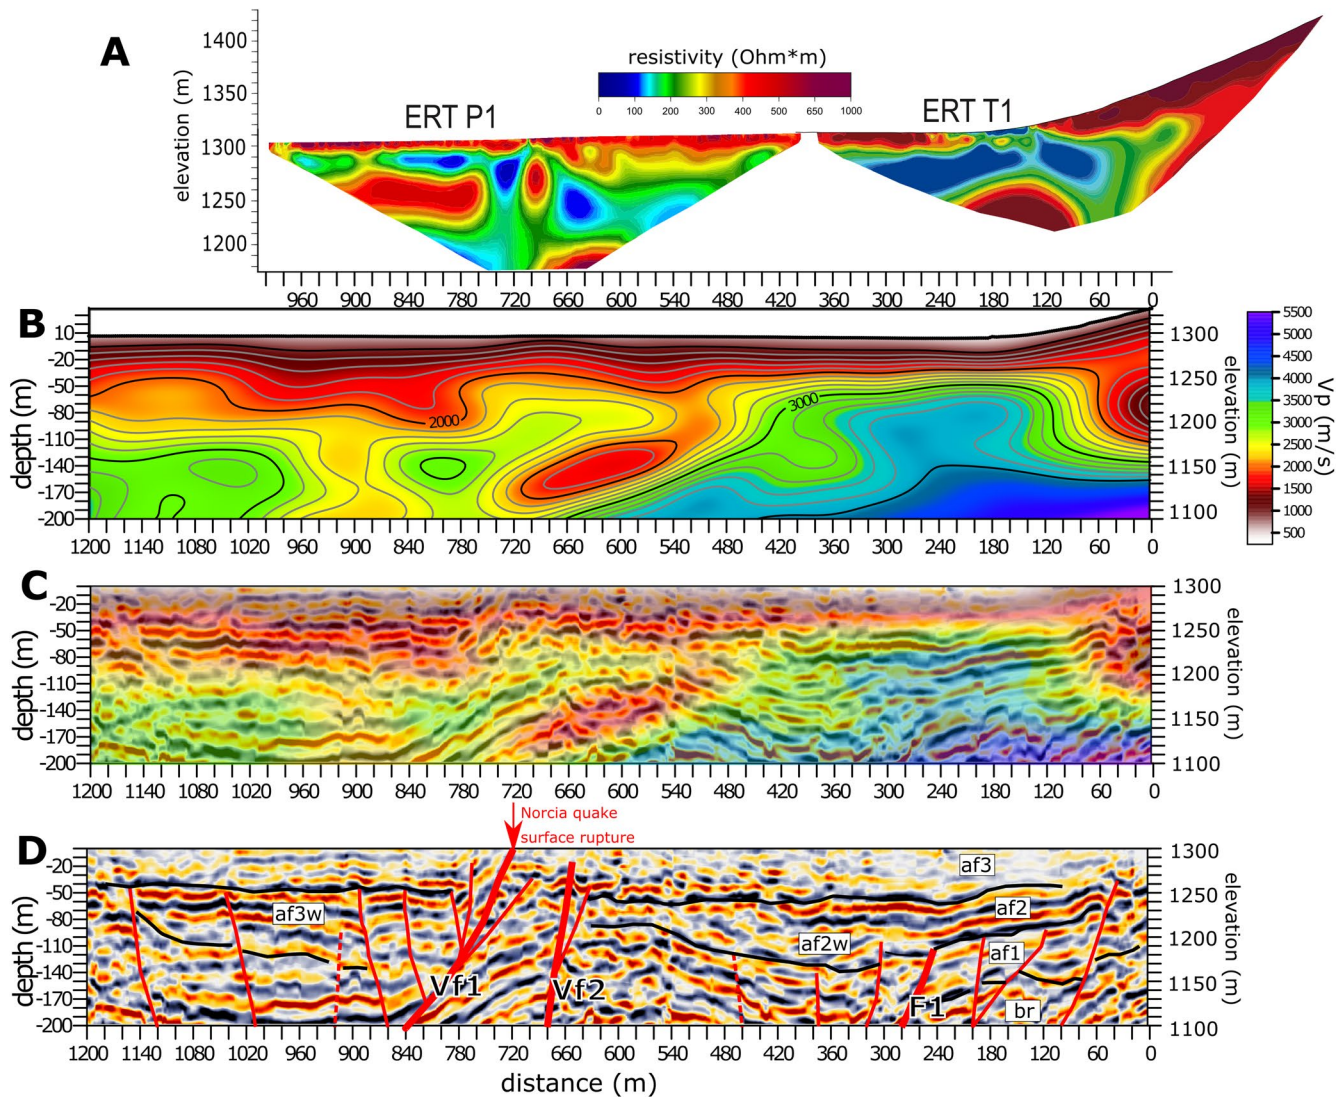 A
resistivity (Ohm*m)
0 100 200 300 400 500 650 1000
ERT P1
ERT T1
elevation (m)
1400
1350
1300
1250
1200
960 900 840 780 720 660 600 540 480 420 360 300 240 180 120 60 0
B
depth (m)
10
-20
-50
-80
-110
-140
-170
-200
2000
3000
1300
1250
1200
1150
1100
elevation (m)
5500
5000
4500
4000
3500
3000
2500
2000
1500
1000
500
Vp (m/s)
1200 1140 1080 1020 960 900 840 780 720 660 600 540 480 420 360 300 240 180 120 60 0
C
depth (m)
-20
-50
-80
-110
-140
-170
-200
1300
1250
1200
1150
1100
elevation (m)
1200 1140 1080 1020 960 900 840 780 720 660 600 540 480 420 360 300 240 180 120 60 0
Norcia quake
surface rupture
D
depth (m)
-20
-50
-80
-110
-140
-170
-200
af3
af3w
af2
af2w
af1
Vf1
Vf2
F1
br
1300
1250
1200
1150
1100
elevation (m)
1200 1140 1080 1020 960 900 840 780 720 660 600 540 480 420 360 300 240 180 120 60 0
distance (m)